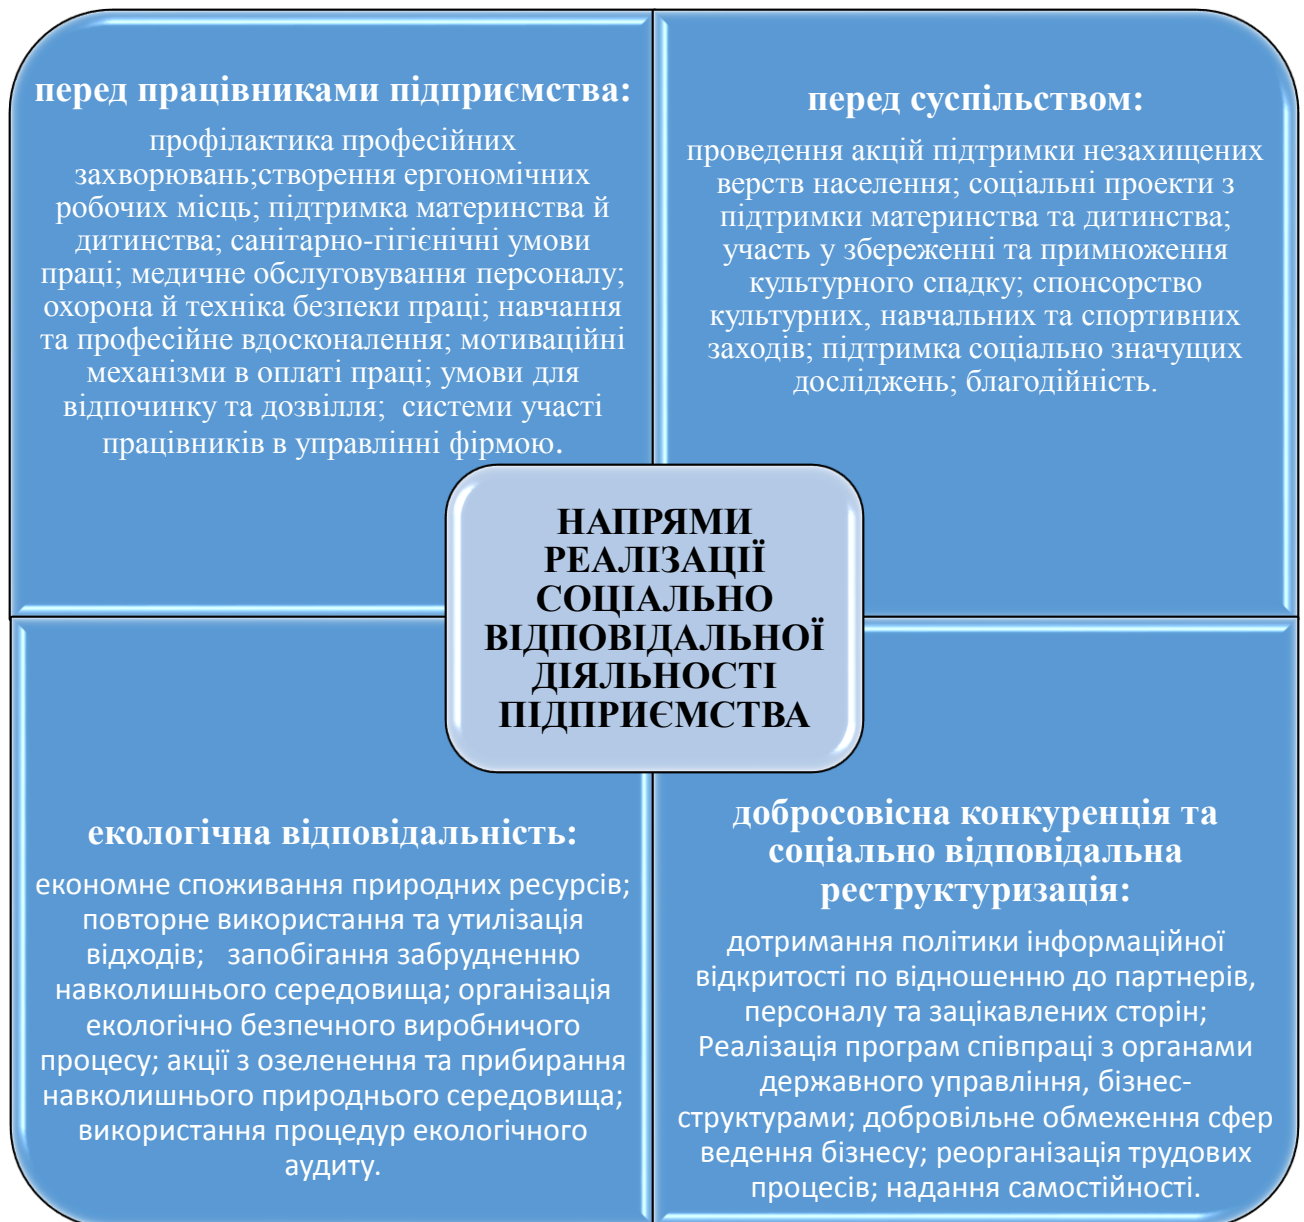 перед працівниками підприємства:
профілактика професійних
захворювань;створення ергономічних
робочих місць; підтримка материнства й
дитинства; санітарно-гігієнічні умови
праці; медичне обслуговування персоналу;
охорона й техніка безпеки праці; навчання
та професійне вдосконалення; мотиваційні
механізми в оплаті праці; умови для
відпочинку та дозвілля;  системи участі
працівників в управлінні фірмою.
перед суспільством:
проведення акцій підтримки незахищених
верств населення; соціальні проекти з
підтримки материнства та дитинства;
участь у збереженні та примноження
культурного спадку; спонсорство
культурних, навчальних та спортивних
заходів; підтримка соціально значущих
досліджень; благодійність.
НАПРЯМИ
РЕАЛІЗАЦІЇ
СОЦІАЛЬНО
ВІДПОВІДАЛЬНОЇ
ДІЯЛЬНОСТІ
ПІДПРИЄМСТВА
екологічна відповідальність:
економне споживання природних ресурсів;
повторне використання та утилізація
відходів;   запобігання забрудненню
навколишнього середовища; організація
екологічно безпечного виробничого
процесу; акції з озеленення та прибирання
навколишнього природнього середовища;
використання процедур екологічного
аудиту.
добросовісна конкуренція та
соціально відповідальна
реструктуризація:
дотримання політики інформаційної
відкритості по відношенню до партнерів,
персоналу та зацікавлених сторін;
Реалізація програм співпраці з органами
державного управління, бізнес-
структурами; добровільне обмеження сфер
ведення бізнесу; реорганізація трудових
процесів; надання самостійності.